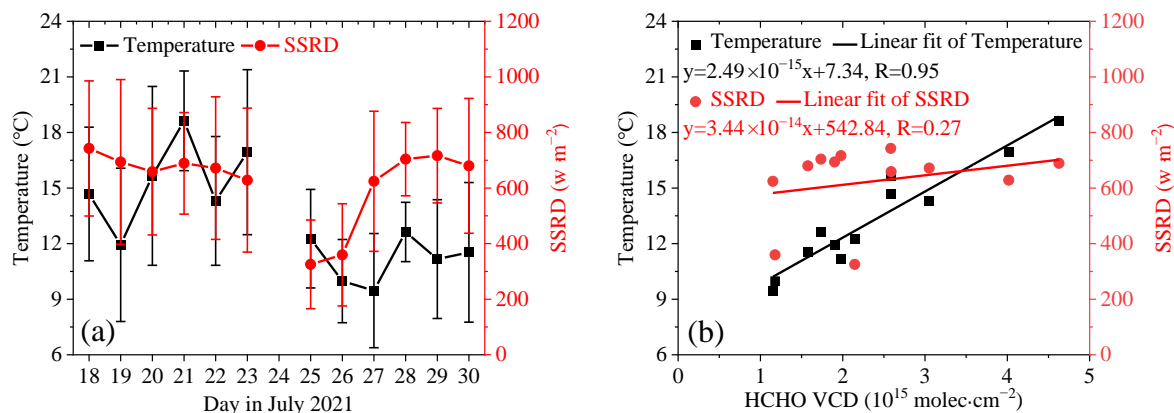 24
21
18
15
12
9
6
Temperature (°C)
Temperature SSRD
(a)
1200
1000
800
600
400
200
0
SSRD (w m⁻²)
18 19 20 21 22 23 24 25 26 27 28 29 30
Day in July 2021
24
21
18
15
12
9
6
Temperature (°C)
Temperature Linear fit of Temperature
y=2.49×10⁻¹⁵x+7.34, R=0.95
SSRD Linear fit of SSRD
y=3.44×10⁻¹⁴x+542.84, R=0.27
(b)
1200
1000
800
600
400
200
0
SSRD (w m⁻²)
0 1 2 3 4 5
HCHO VCD (10¹⁵ molec·cm⁻²)